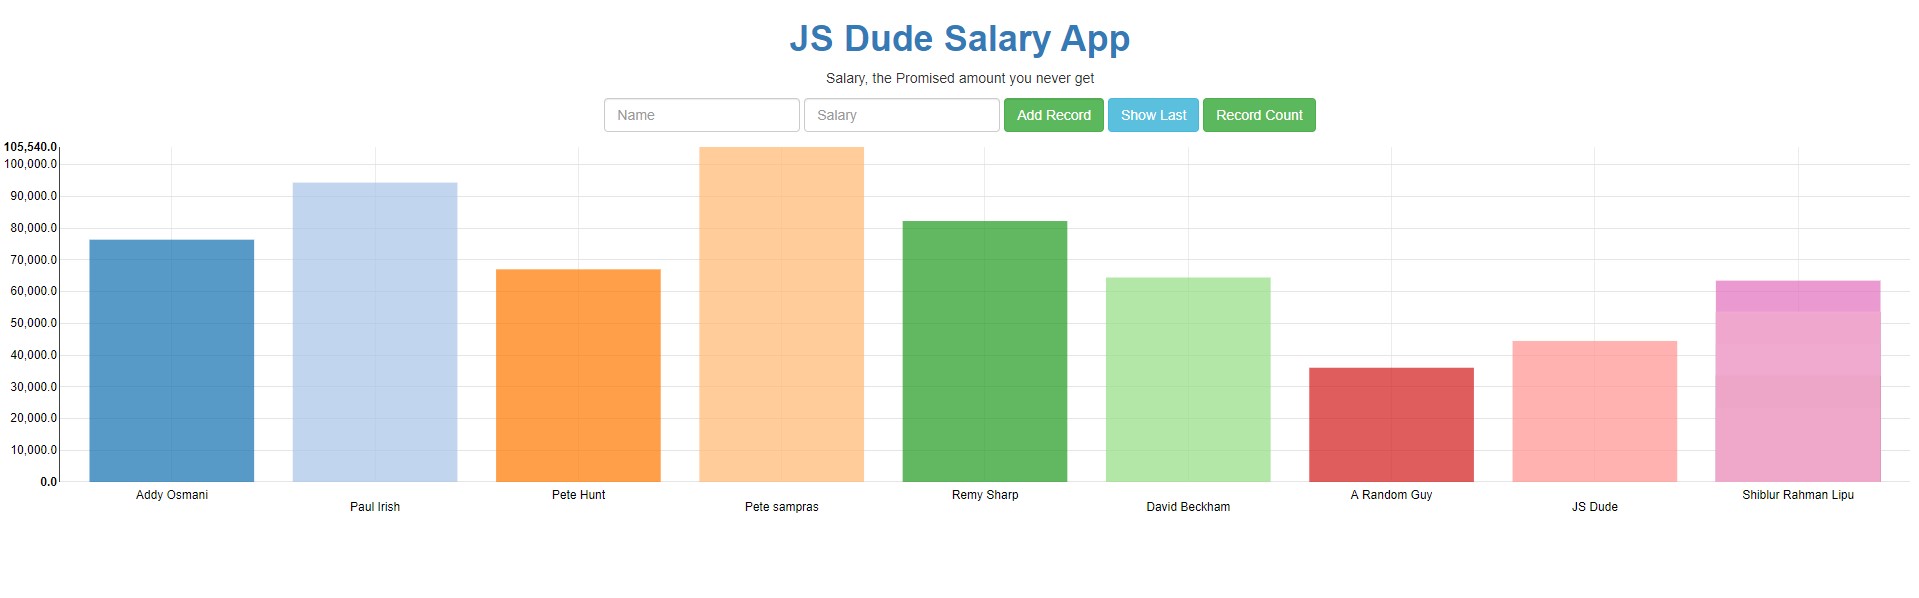 JS Dude Salary App
Salary, the Promised amount you never get
Name Salary Add Record Show Last Record Count
105,540.0
100,000.0
90,000.0
80,000.0
70,000.0
60,000.0
50,000.0
40,000.0
30,000.0
20,000.0
10,000.0
0.0
Addy Osmani Pete Hunt Remy Sharp A Random Guy Shiblur Rahman Lipu
Paul Irish Pete sampras David Beckham JS Dude